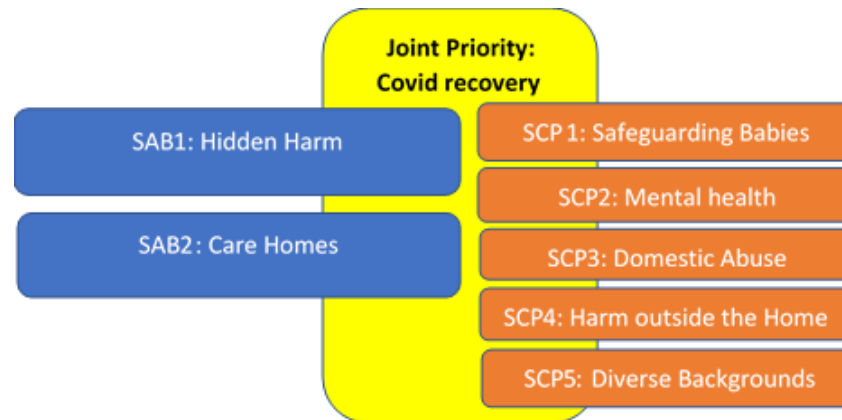 Joint Priority:
Covid recovery
SAB1: Hidden Harm
SAB2: Care Homes
SCP 1: Safeguarding Babies
SCP2: Mental health
SCP3: Domestic Abuse
SCP4: Harm outside the Home
SCP5: Diverse Backgrounds